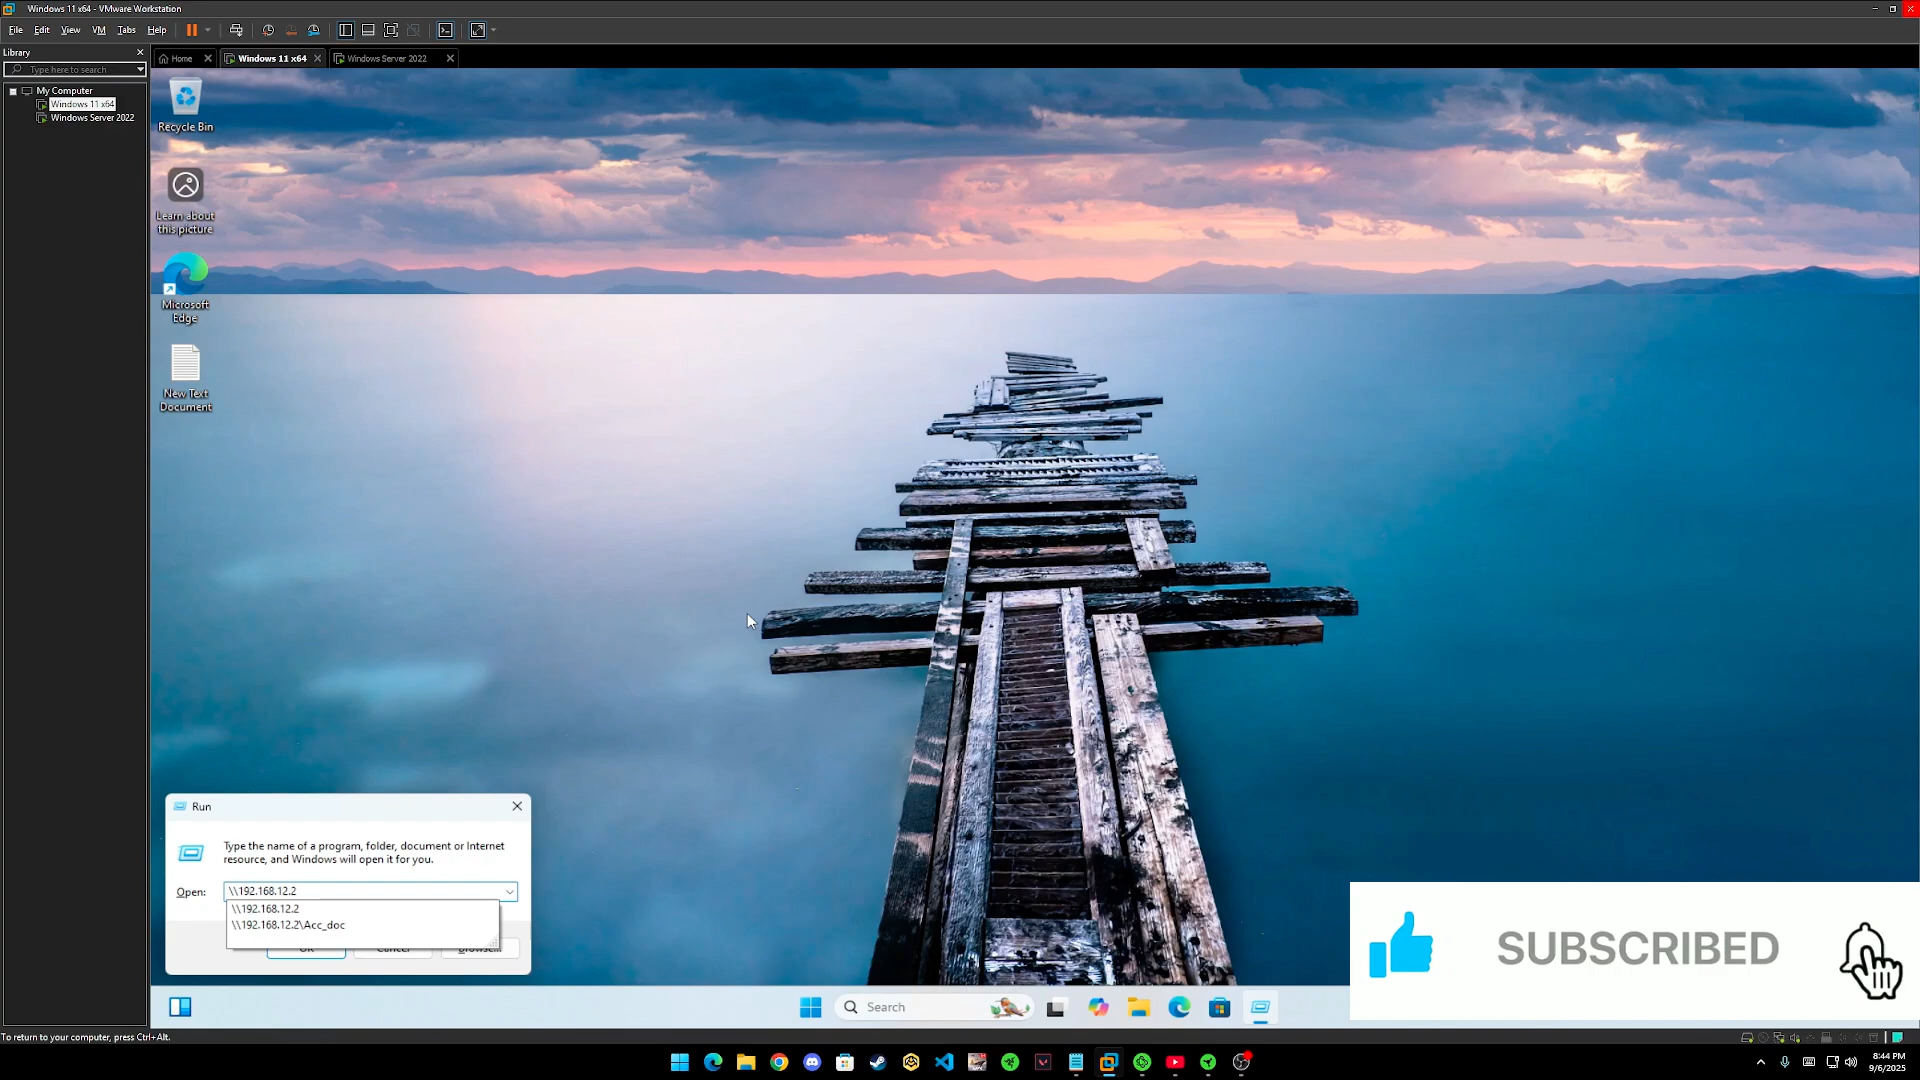 Windows 11 x64 - VMware Workstation
File Edit View VM Tabs Help
Library
Type here to search
My Computer
Windows 11 x64
Windows Server 2022
Home
Windows 11 x64
Windows Server 2022
Recycle Bin
Learn about
this picture
Microsoft
Edge
New Text
Document
Run
Type the name of a program, folder, document or Internet
resource, and Windows will open it for you.
Open: \\192.168.12.2
\\192.168.12.2
\\192.168.12.2\Acc_doc
OK Cancel Browse...
SUBSCRIBED
Search
To return to your computer, press Ctrl+Alt.
8:44 PM
9/6/2025